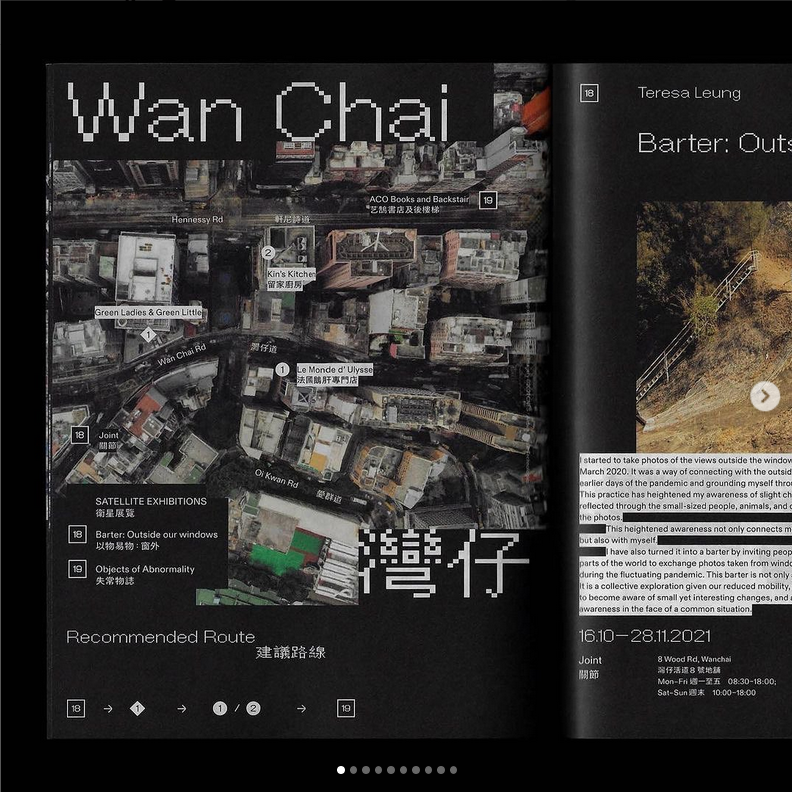 Wan Chai
ACO Books and Backstair
艺鵠書店及後樓梯
19
Hennessy Rd
軒尼詩道
2
Kin's Kitchen
留家廚房
Green Ladies & Green Little
1
Wan Chai Rd
灣仔道
1
Le Monde d' Ulysse
法國鵝肝專門店
18
Joint
關節
Oi Kwan Rd
愛群道
SATELLITE EXHIBITIONS
衛星展覽
18
Barter: Outside our windows
以物易物：窗外
19
Objects of Abnormality
失常物誌
灣仔
Recommended Route
建議路線
18 → 1 → 1 / 2 → 19
18
Teresa Leung
Barter: Outs
I started to take photos of the views outside the window
March 2020. It was a way of connecting with the outsid
earlier days of the pandemic and grounding myself thro
This practice has heightened my awareness of slight ch
reflected through the small-sized people, animals, and
the photos.
This heightened awareness not only connects m
but also with myself.
I have also turned it into a barter by inviting peop
parts of the world to exchange photos taken from wind
during the fluctuating pandemic. This barter is not only
It is a collective exploration given our reduced mobility,
to become aware of small yet interesting changes, and
awareness in the face of a common situation.
16.10—28.11.2021
Joint
關節
8 Wood Rd, Wanchai
灣仔活道 8 號地舖
Mon–Fri 週一至五 08:30–18:00;
Sat–Sun 週末 10:00–18:00